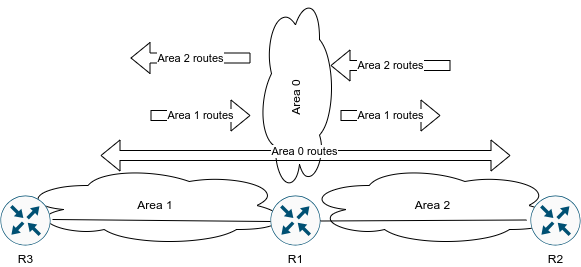 Area 2 routes
Area 2 routes
Area 0
Area 1 routes
Area 1 routes
Area 0 routes
Area 1
Area 2
R3
R1
R2